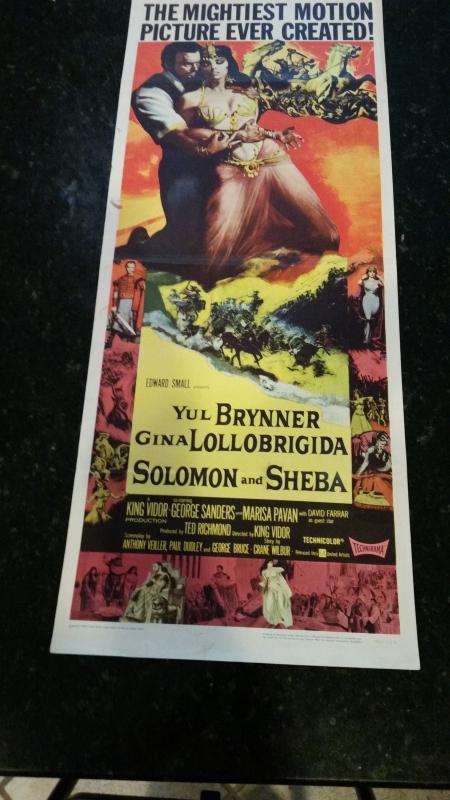 THE MIGHTIEST MOTION
PICTURE EVER CREATED!
EDWARD SMALL presents
YUL BRYNNER
GINA LOLLOBRIGIDA
SOLOMON and SHEBA
co-starring
A KING VIDOR PRODUCTION GEORGE SANDERS—MARISA PAVAN with DAVID FARRAR as guest star
Produced by TED RICHMOND Directed by KING VIDOR
Screenplay by ANTHONY VEILLER, PAUL DUDLEY and GEORGE BRUCE Story by CRANE WILBUR
Released thru United Artists
TECHNICOLOR®
TECHNIRAMA®